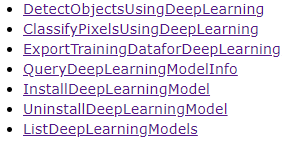 DetectObjectsUsingDeepLearning
ClassifyPixelsUsingDeepLearning
ExportTrainingDataforDeepLearning
QueryDeepLearningModelInfo
InstallDeepLearningModel
UninstallDeepLearningModel
ListDeepLearningModels